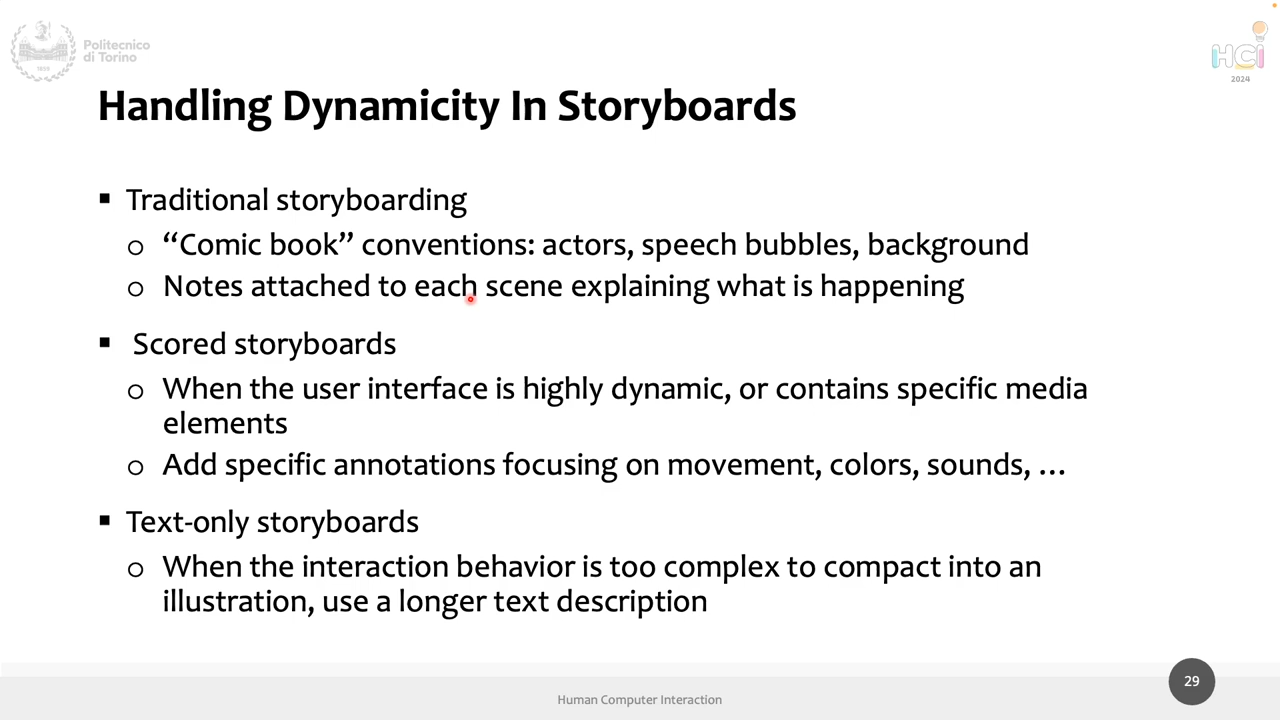 Politecnico
di Torino
1859
HCI
2024
Handling Dynamicity In Storyboards
▪ Traditional storyboarding
o “Comic book” conventions: actors, speech bubbles, background
o Notes attached to each scene explaining what is happening
▪ Scored storyboards
o When the user interface is highly dynamic, or contains specific media
elements
o Add specific annotations focusing on movement, colors, sounds, …
▪ Text-only storyboards
o When the interaction behavior is too complex to compact into an
illustration, use a longer text description
Human Computer Interaction
29